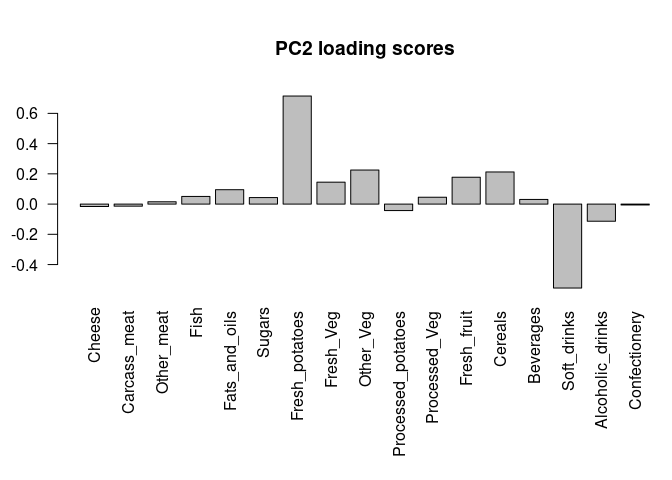 PC2 loading scores
0.6
0.4
0.2
0.0
-0.2
-0.4
Cheese
Carcass_meat
Other_meat
Fish
Fats_and_oils
Sugars
Fresh_potatoes
Fresh_Veg
Other_Veg
Processed_potatoes
Processed_Veg
Fresh_fruit
Cereals
Beverages
Soft_drinks
Alcoholic_drinks
Confectionery